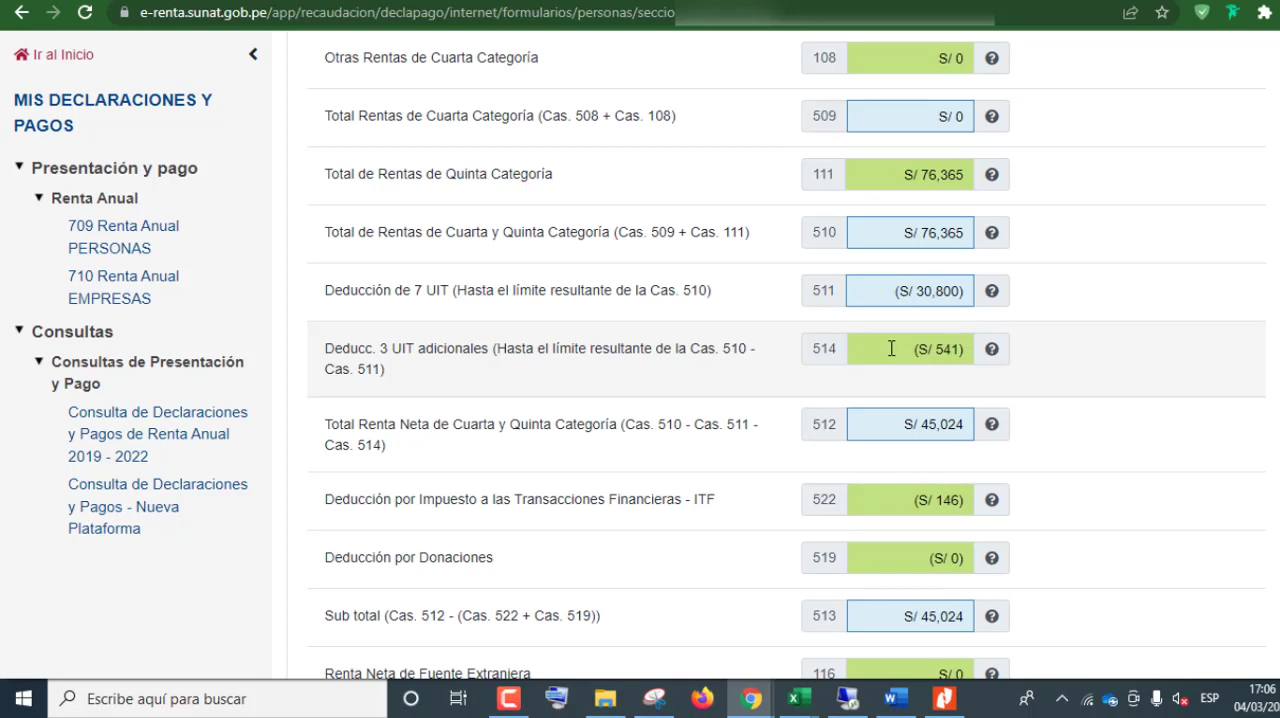 e-renta.sunat.gob.pe/app/recaudacion/declapago/internet/formularios/personas/seccio
Ir al Inicio
MIS DECLARACIONES Y
PAGOS
Presentación y pago
Renta Anual
709 Renta Anual
PERSONAS
710 Renta Anual
EMPRESAS
Consultas
Consultas de Presentación
y Pago
Consulta de Declaraciones
y Pagos de Renta Anual
2019 - 2022
Consulta de Declaraciones
y Pagos - Nueva
Plataforma
Otras Rentas de Cuarta Categoría 108 S/ 0
Total Rentas de Cuarta Categoría (Cas. 508 + Cas. 108) 509 S/ 0
Total de Rentas de Quinta Categoría 111 S/ 76,365
Total de Rentas de Cuarta y Quinta Categoría (Cas. 509 + Cas. 111) 510 S/ 76,365
Deducción de 7 UIT (Hasta el límite resultante de la Cas. 510) 511 (S/ 30,800)
Deducc. 3 UIT adicionales (Hasta el límite resultante de la Cas. 510 - 514 (S/ 541)
Cas. 511)
Total Renta Neta de Cuarta y Quinta Categoría (Cas. 510 - Cas. 511 - 512 S/ 45,024
Cas. 514)
Deducción por Impuesto a las Transacciones Financieras - ITF 522 (S/ 146)
Deducción por Donaciones 519 (S/ 0)
Sub total (Cas. 512 - (Cas. 522 + Cas. 519)) 513 S/ 45,024
Renta Neta de Fuente Extranjera 116 S/ 0
Escribe aquí para buscar
ESP
17:06
04/03/20